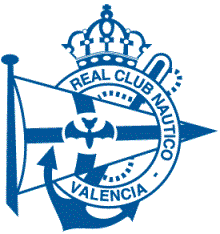 REAL CLUB NAUTICO
- VALENCIA -